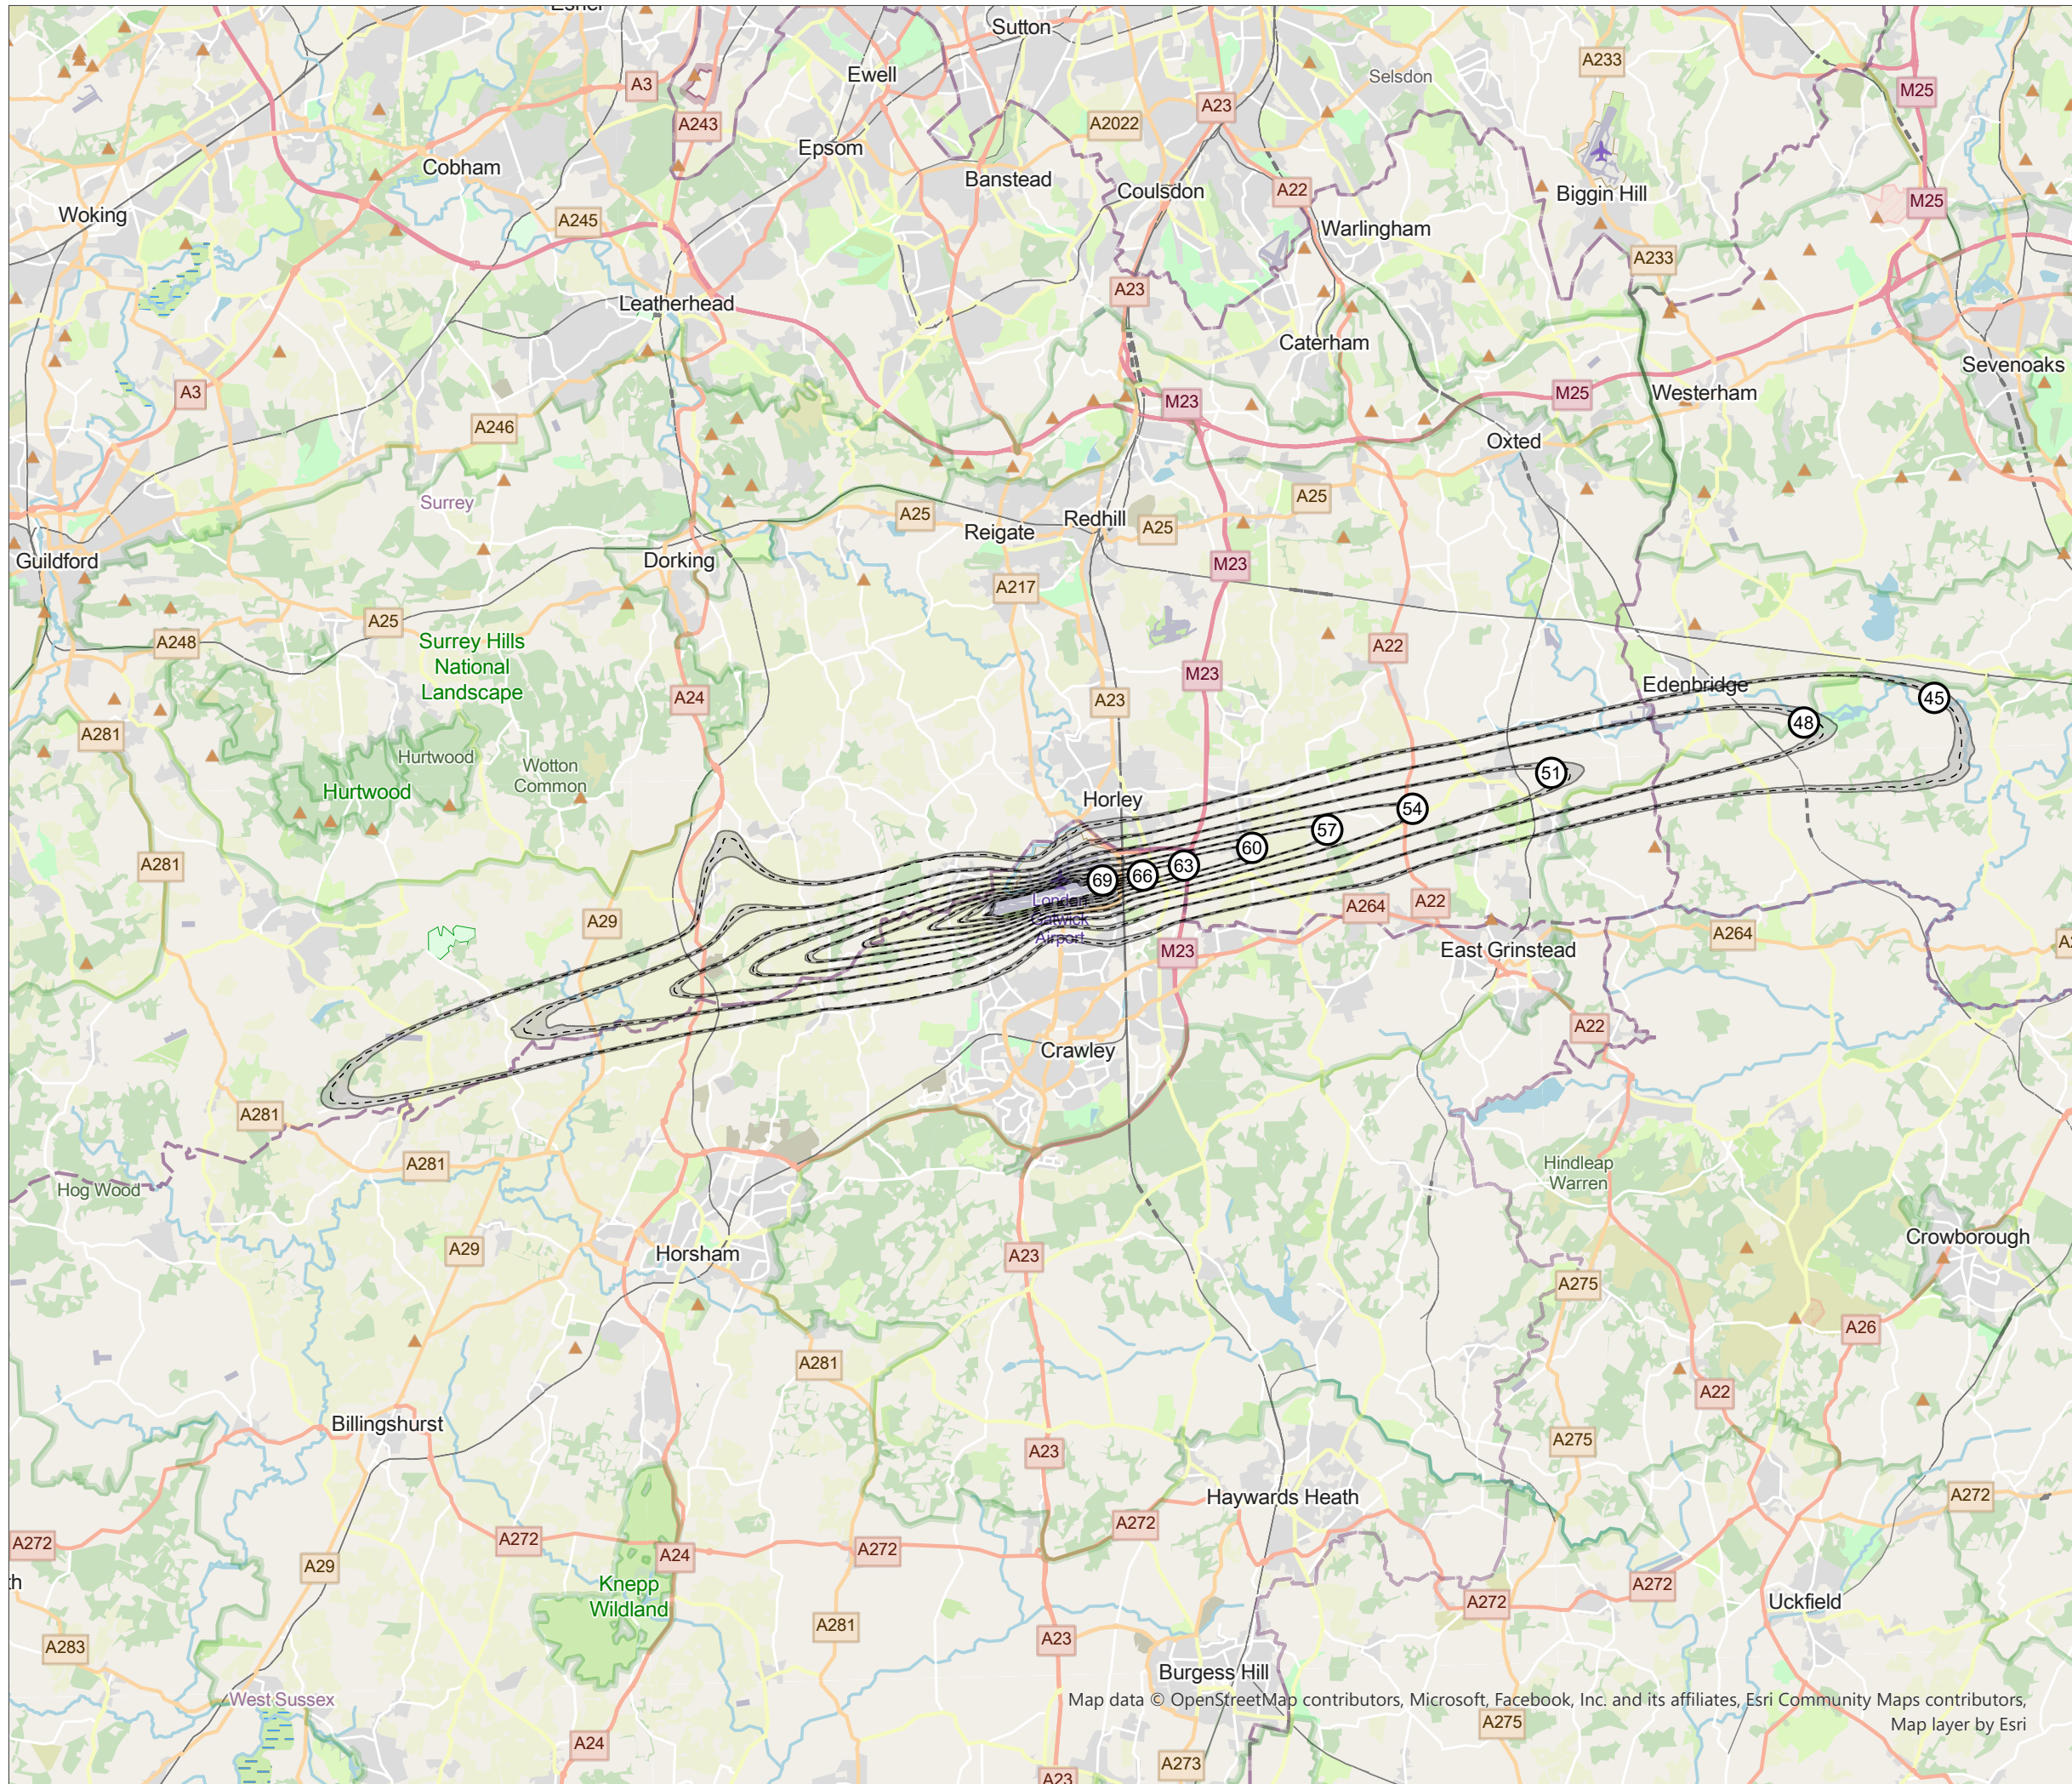 Sutton
Ewell
Selsdon
A233
A3
M25
A243
A2022
A23
Epsom
Cobham
Banstead
Coulsdon
A22
Biggin Hill
M25
Woking
A245
Warlingham
A233
A23
Leatherhead
Caterham
Sevenoaks
A3
M23
M25
Westerham
A246
Oxted
Surrey
A25
A25
Redhill
A25
Reigate
Guildford
Dorking
M23
A217
A25
A248
Surrey Hills
National
Landscape
A22
M23
Edenbridge
A24
A23
45
A281
48
Hurtwood
Wotton
Common
51
Hurtwood
Horley
54
57
60
A281
63
66
69
London
Gatwick
Airport
A264
A22
A29
A264
M23
East Grinstead
A22
Crawley
A281
A281
Hog Wood
Hindleap
Warren
Crowborough
A29
Horsham
A23
A275
A26
A281
A22
Billingshurst
A23
A275
Haywards Heath
A272
A272
A272
A272
A272
A24
A29
th
Knepp
Wildland
A272
A272
Uckfield
A283
A281
A23
Burgess Hill
West Sussex
Map data © OpenStreetMap contributors, Microsoft, Facebook, Inc. and its affiliates, Esri Community Maps contributors,
Map layer by Esri
A275
A24
A273
A23